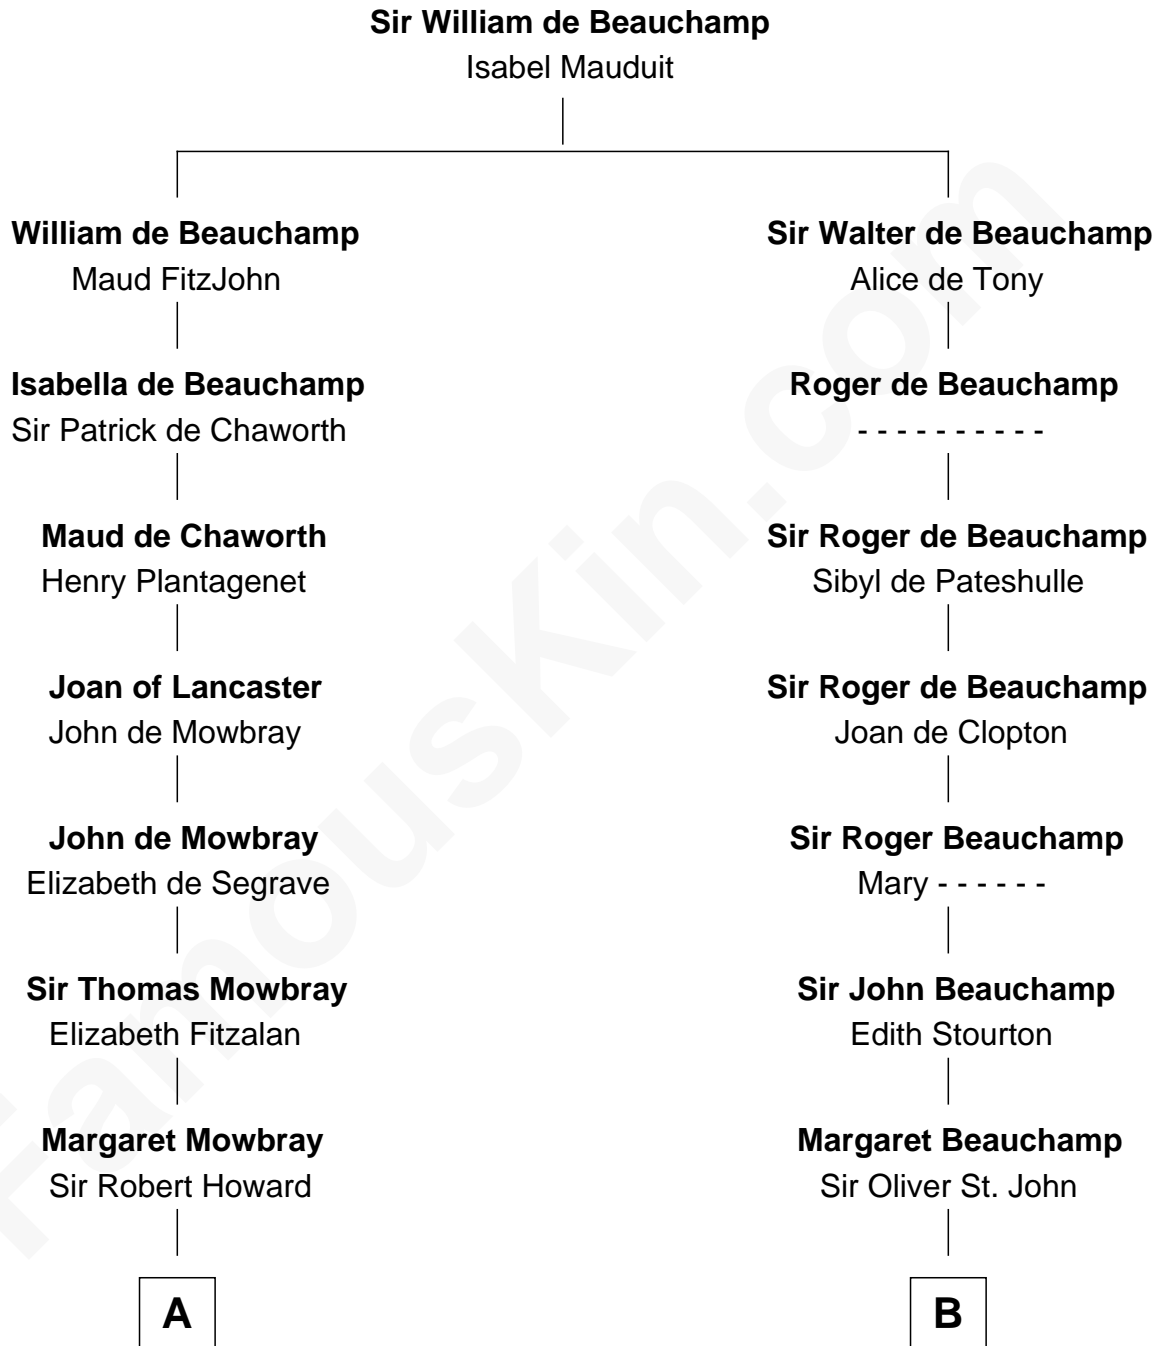 Sir William de Beauchamp
Isabel Mauduit
William de Beauchamp
Maud FitzJohn
Sir Walter de Beauchamp
Alice de Tony
Isabella de Beauchamp
Sir Patrick de Chaworth
Roger de Beauchamp
- - - - - - - - - -
Maud de Chaworth
Henry Plantagenet
Sir Roger de Beauchamp
Sibyl de Pateshulle
Joan of Lancaster
John de Mowbray
Sir Roger de Beauchamp
Joan de Clopton
John de Mowbray
Elizabeth de Segrave
Sir Roger Beauchamp
Mary - - - - - -
Sir Thomas Mowbray
Elizabeth Fitzalan
Sir John Beauchamp
Edith Stourton
Margaret Mowbray
Sir Robert Howard
Margaret Beauchamp
Sir Oliver St. John
A
B
FamousKin.com